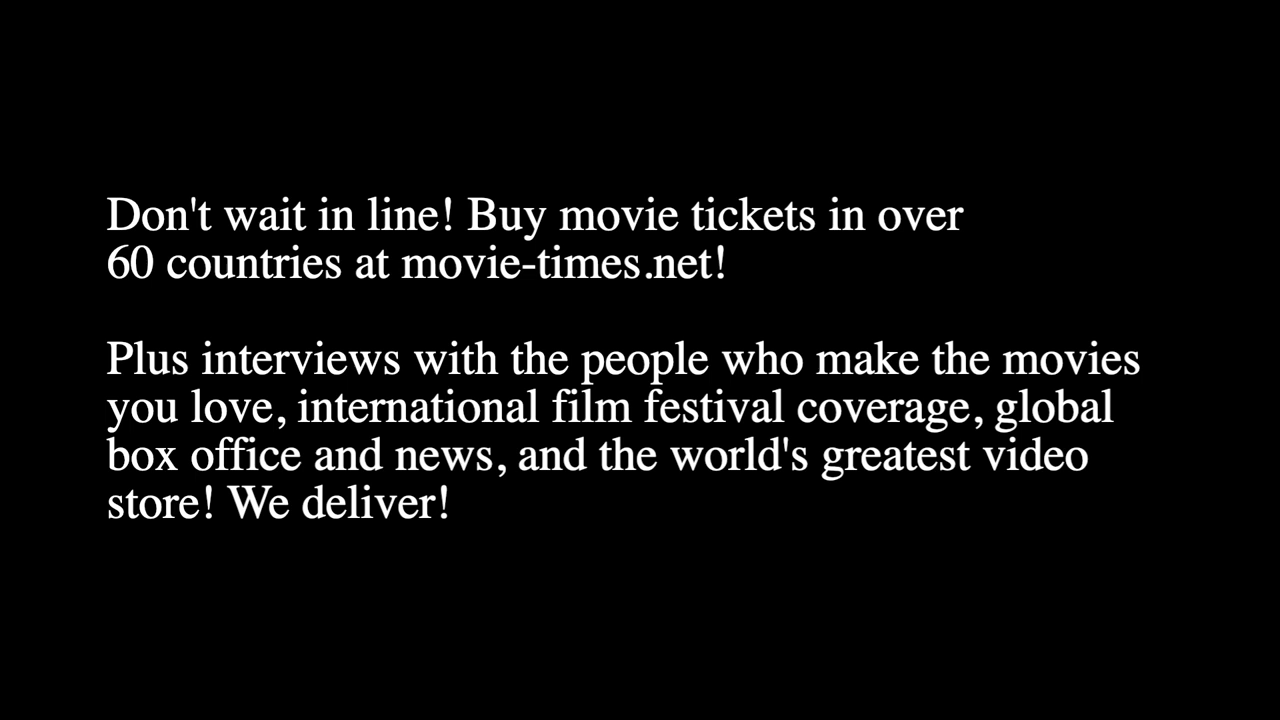 Don't wait in line! Buy movie tickets in over
60 countries at movie-times.net!
Plus interviews with the people who make the movies
you love, international film festival coverage, global
box office and news, and the world's greatest video
store! We deliver!